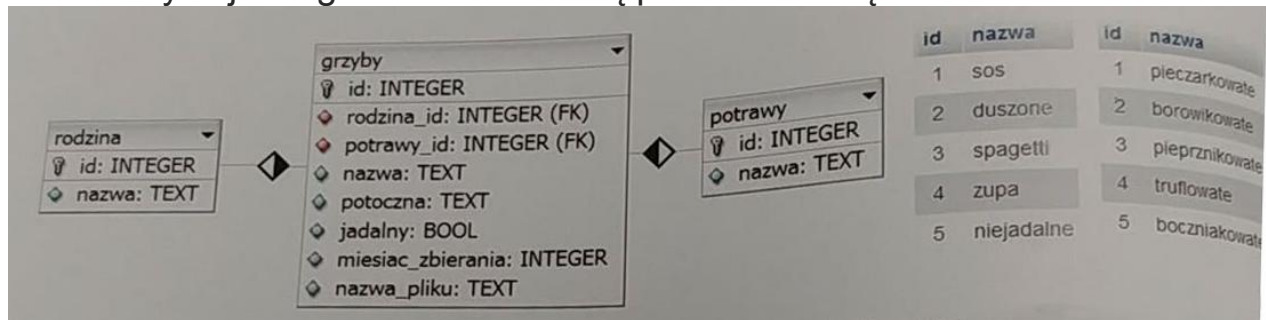 rodzina
id: INTEGER
nazwa: TEXT
grzyby
id: INTEGER
rodzina_id: INTEGER (FK)
potrawy_id: INTEGER (FK)
nazwa: TEXT
potoczna: TEXT
jadalny: BOOL
miesiac_zbierania: INTEGER
nazwa_pliku: TEXT
potrawy
id: INTEGER
nazwa: TEXT
id nazwa
1 sos
2 duszone
3 spagetti
4 zupa
5 niejadalne
id nazwa
1 pieczarkowate
2 borowikowate
3 pieprznikowate
4 truflowate
5 boczniakowate